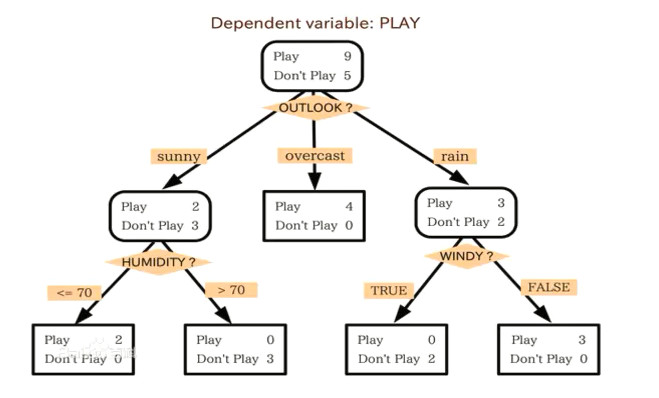 Dependent variable: PLAY
Play 9
Don't Play 5
OUTLOOK ?
sunny
overcast
rain
Play 2
Don't Play 3
Play 4
Don't Play 0
Play 3
Don't Play 2
HUMIDITY ?
WINDY ?
<= 70
> 70
TRUE
FALSE
Play 2
Don't Play 0
Play 0
Don't Play 3
Play 0
Don't Play 2
Play 3
Don't Play 0